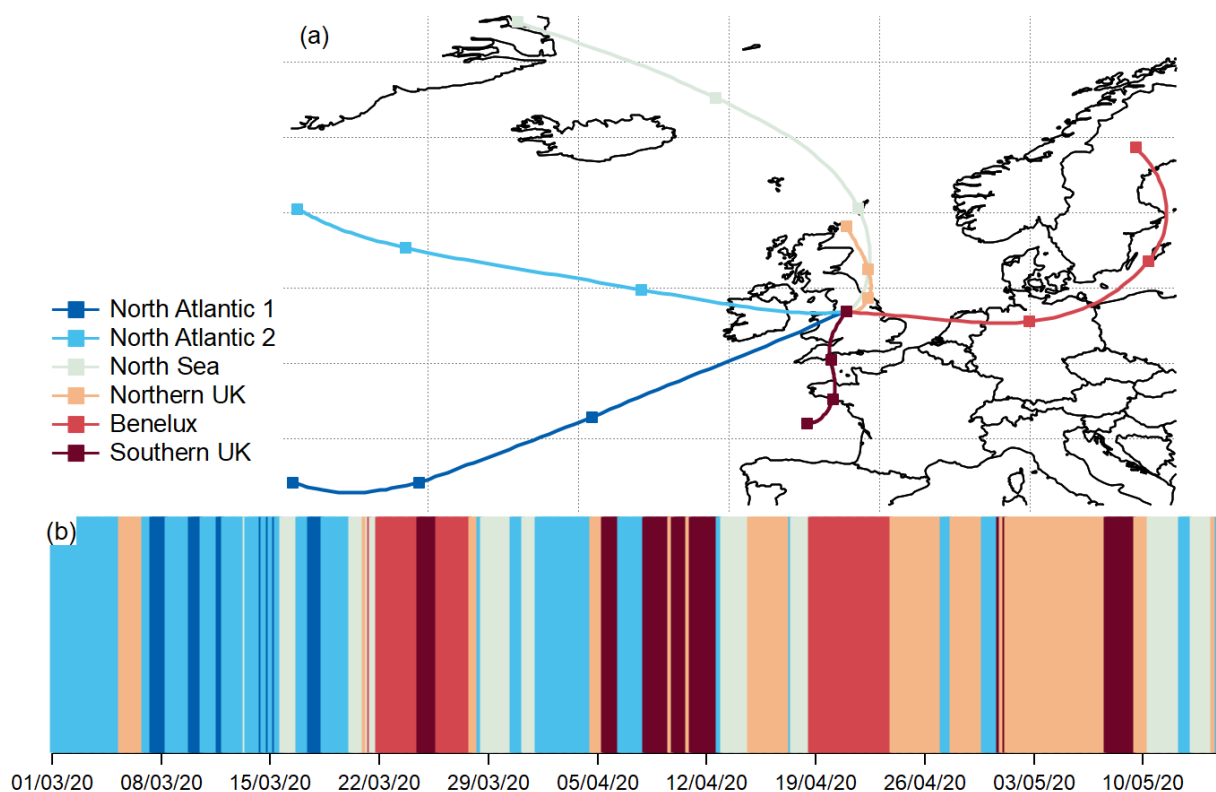 (a)
North Atlantic 1
North Atlantic 2
North Sea
Northern UK
Benelux
Southern UK
(b)
01/03/20 08/03/20 15/03/20 22/03/20 29/03/20 05/04/20 12/04/20 19/04/20 26/04/20 03/05/20 10/05/20